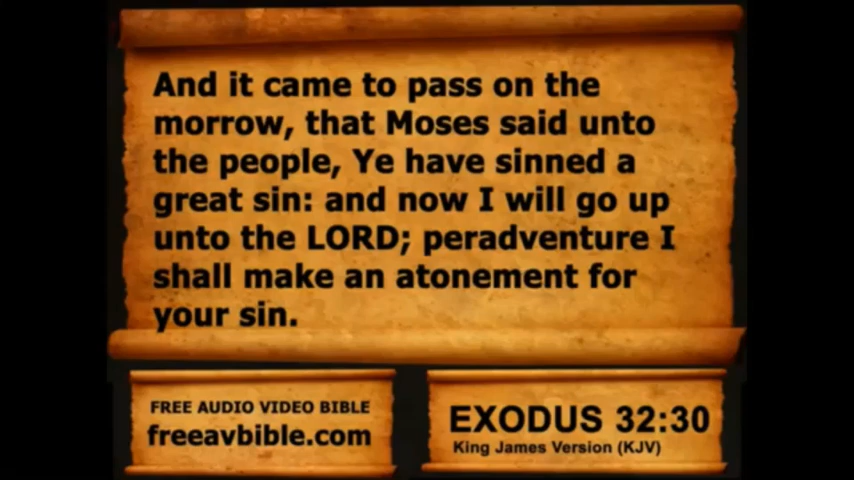 And it came to pass on the
morrow, that Moses said unto
the people, Ye have sinned a
great sin: and now I will go up
unto the LORD; peradventure I
shall make an atonement for
your sin.
FREE AUDIO VIDEO BIBLE
freeavbible.com
EXODUS 32:30
King James Version (KJV)